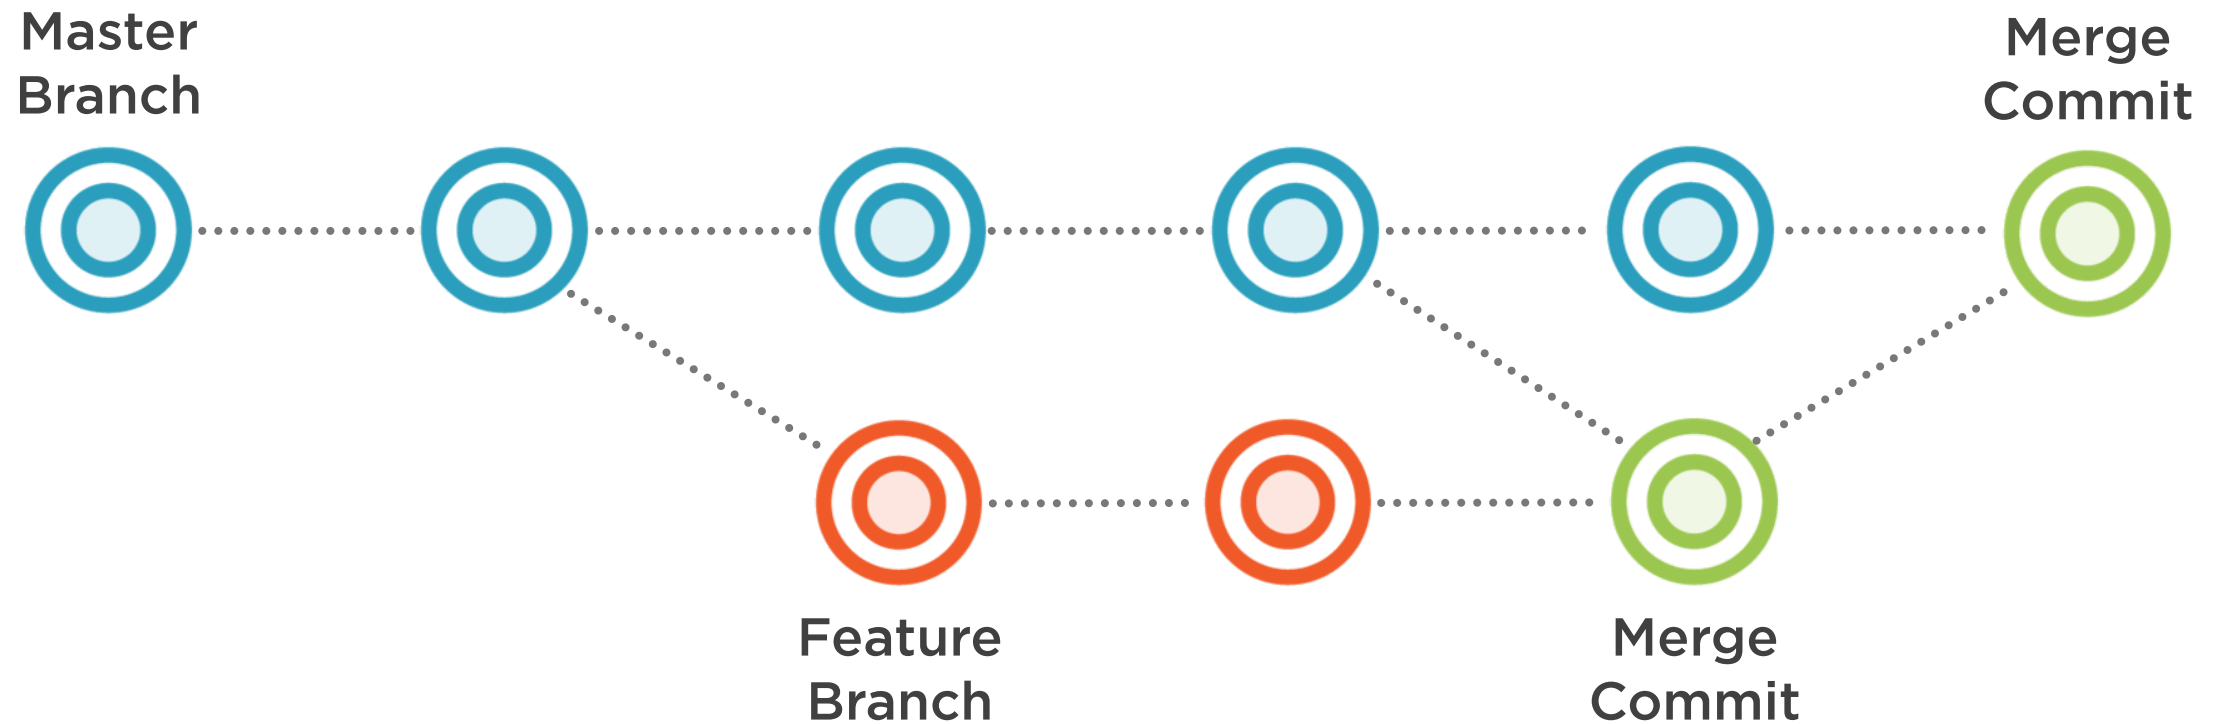 Master
Branch
Merge
Commit
Feature
Branch
Merge
Commit